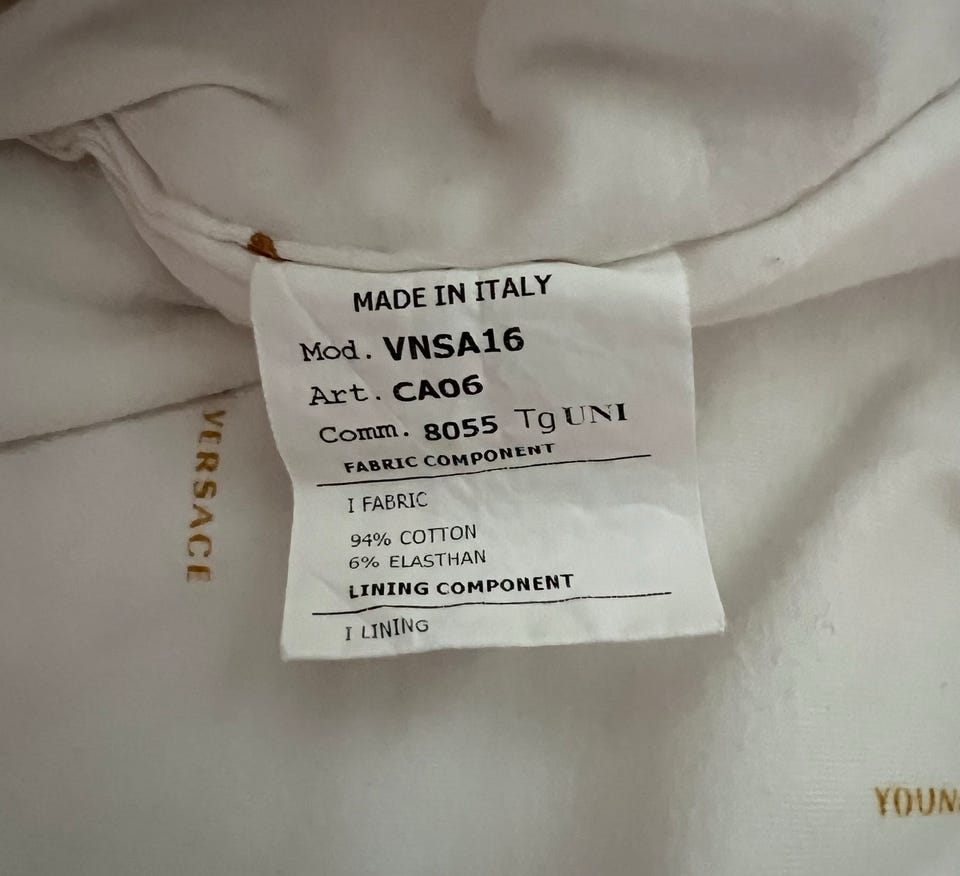 MADE IN ITALY
Mod. VNSA16
Art. CA06
Comm. 8055 Tg UNI
FABRIC COMPONENT
I FABRIC
94% COTTON
6% ELASTHAN
LINING COMPONENT
I LINING
VERSACE